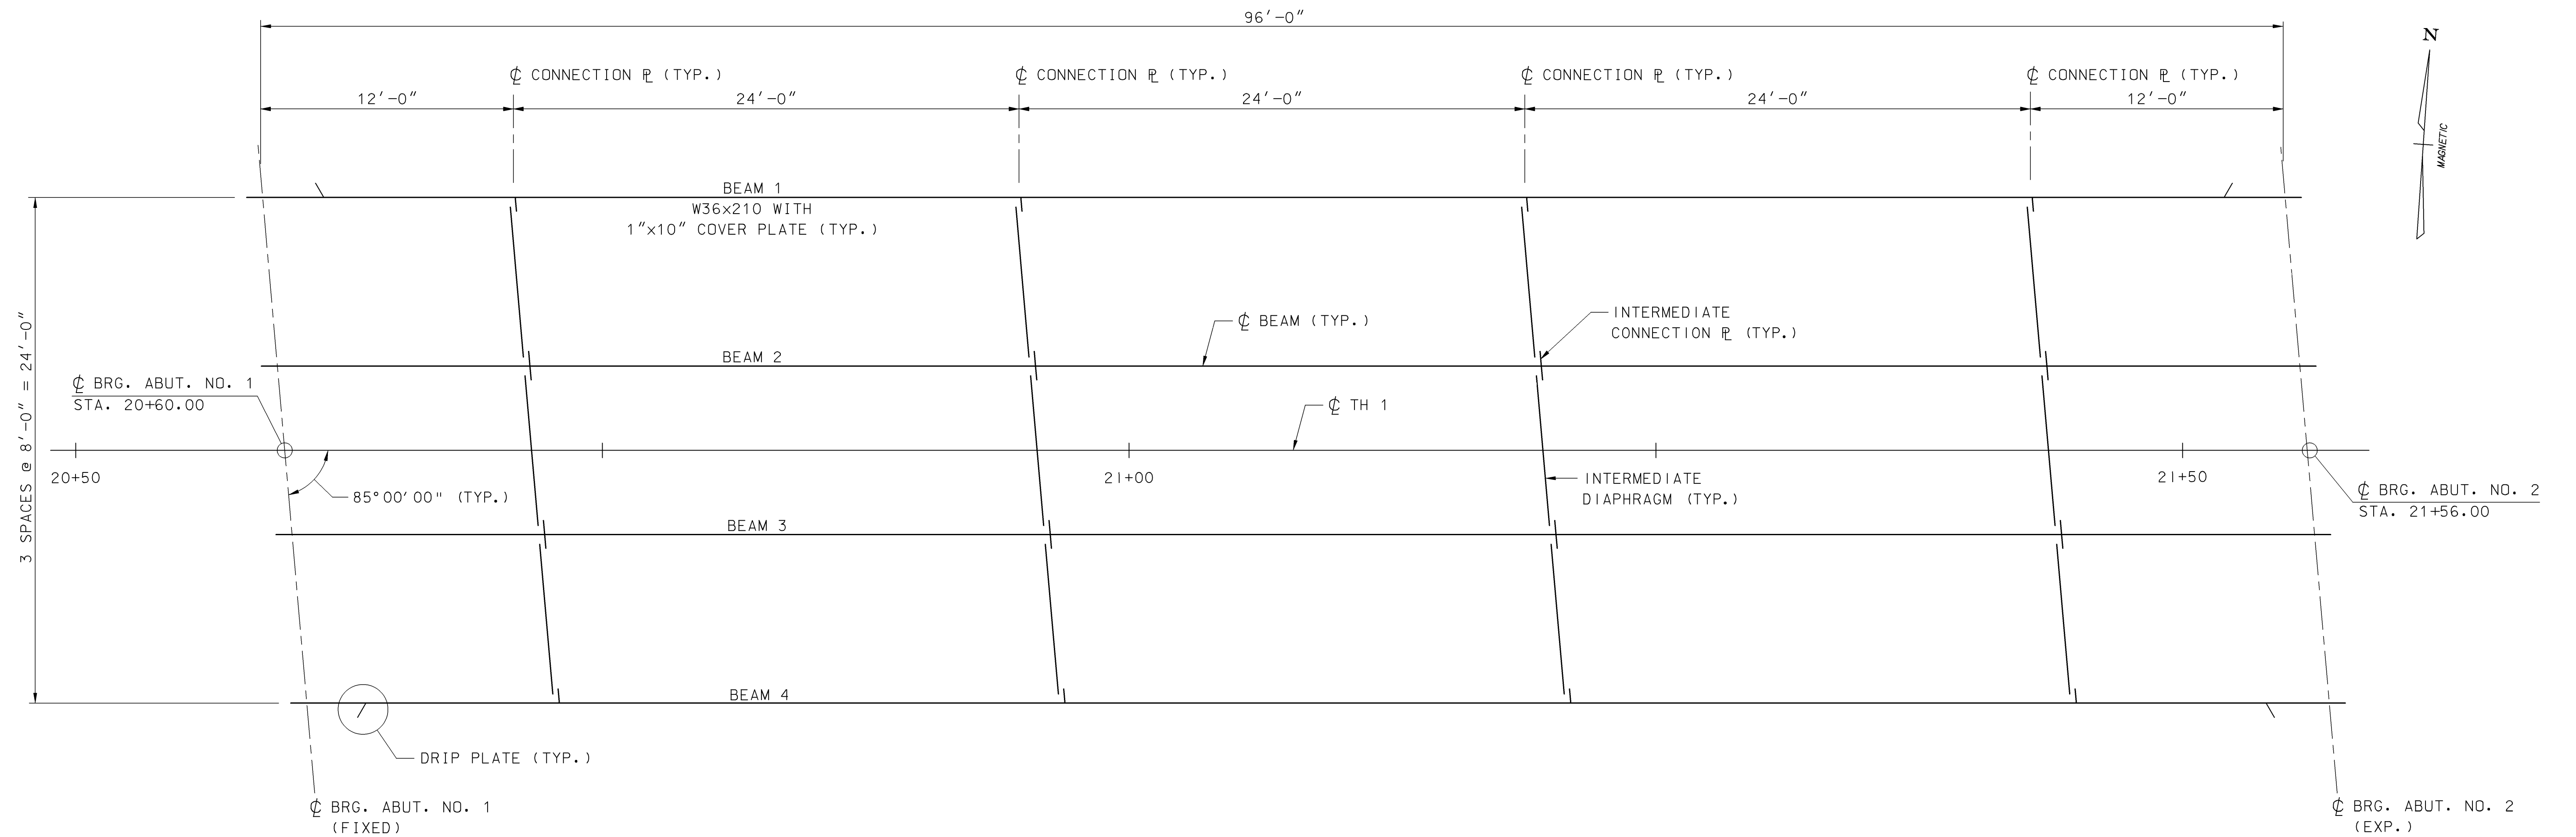 96'-0"
N
MAGNETIC
℄ CONNECTION ⅊ (TYP.)
℄ CONNECTION ⅊ (TYP.)
℄ CONNECTION ⅊ (TYP.)
℄ CONNECTION ⅊ (TYP.)
12'-0"
24'-0"
24'-0"
24'-0"
12'-0"
BEAM 1
W36x210 WITH
1"x10" COVER PLATE (TYP.)
3 SPACES @ 8'-0" = 24'-0"
℄ BEAM (TYP.)
INTERMEDIATE
CONNECTION ⅊ (TYP.)
BEAM 2
℄ BRG. ABUT. NO. 1
STA. 20+60.00
℄ TH 1
20+50
85°00'00" (TYP.)
21+00
INTERMEDIATE
DIAPHRAGM (TYP.)
21+50
℄ BRG. ABUT. NO. 2
STA. 21+56.00
BEAM 3
BEAM 4
DRIP PLATE (TYP.)
℄ BRG. ABUT. NO. 1
(FIXED)
℄ BRG. ABUT. NO. 2
(EXP.)